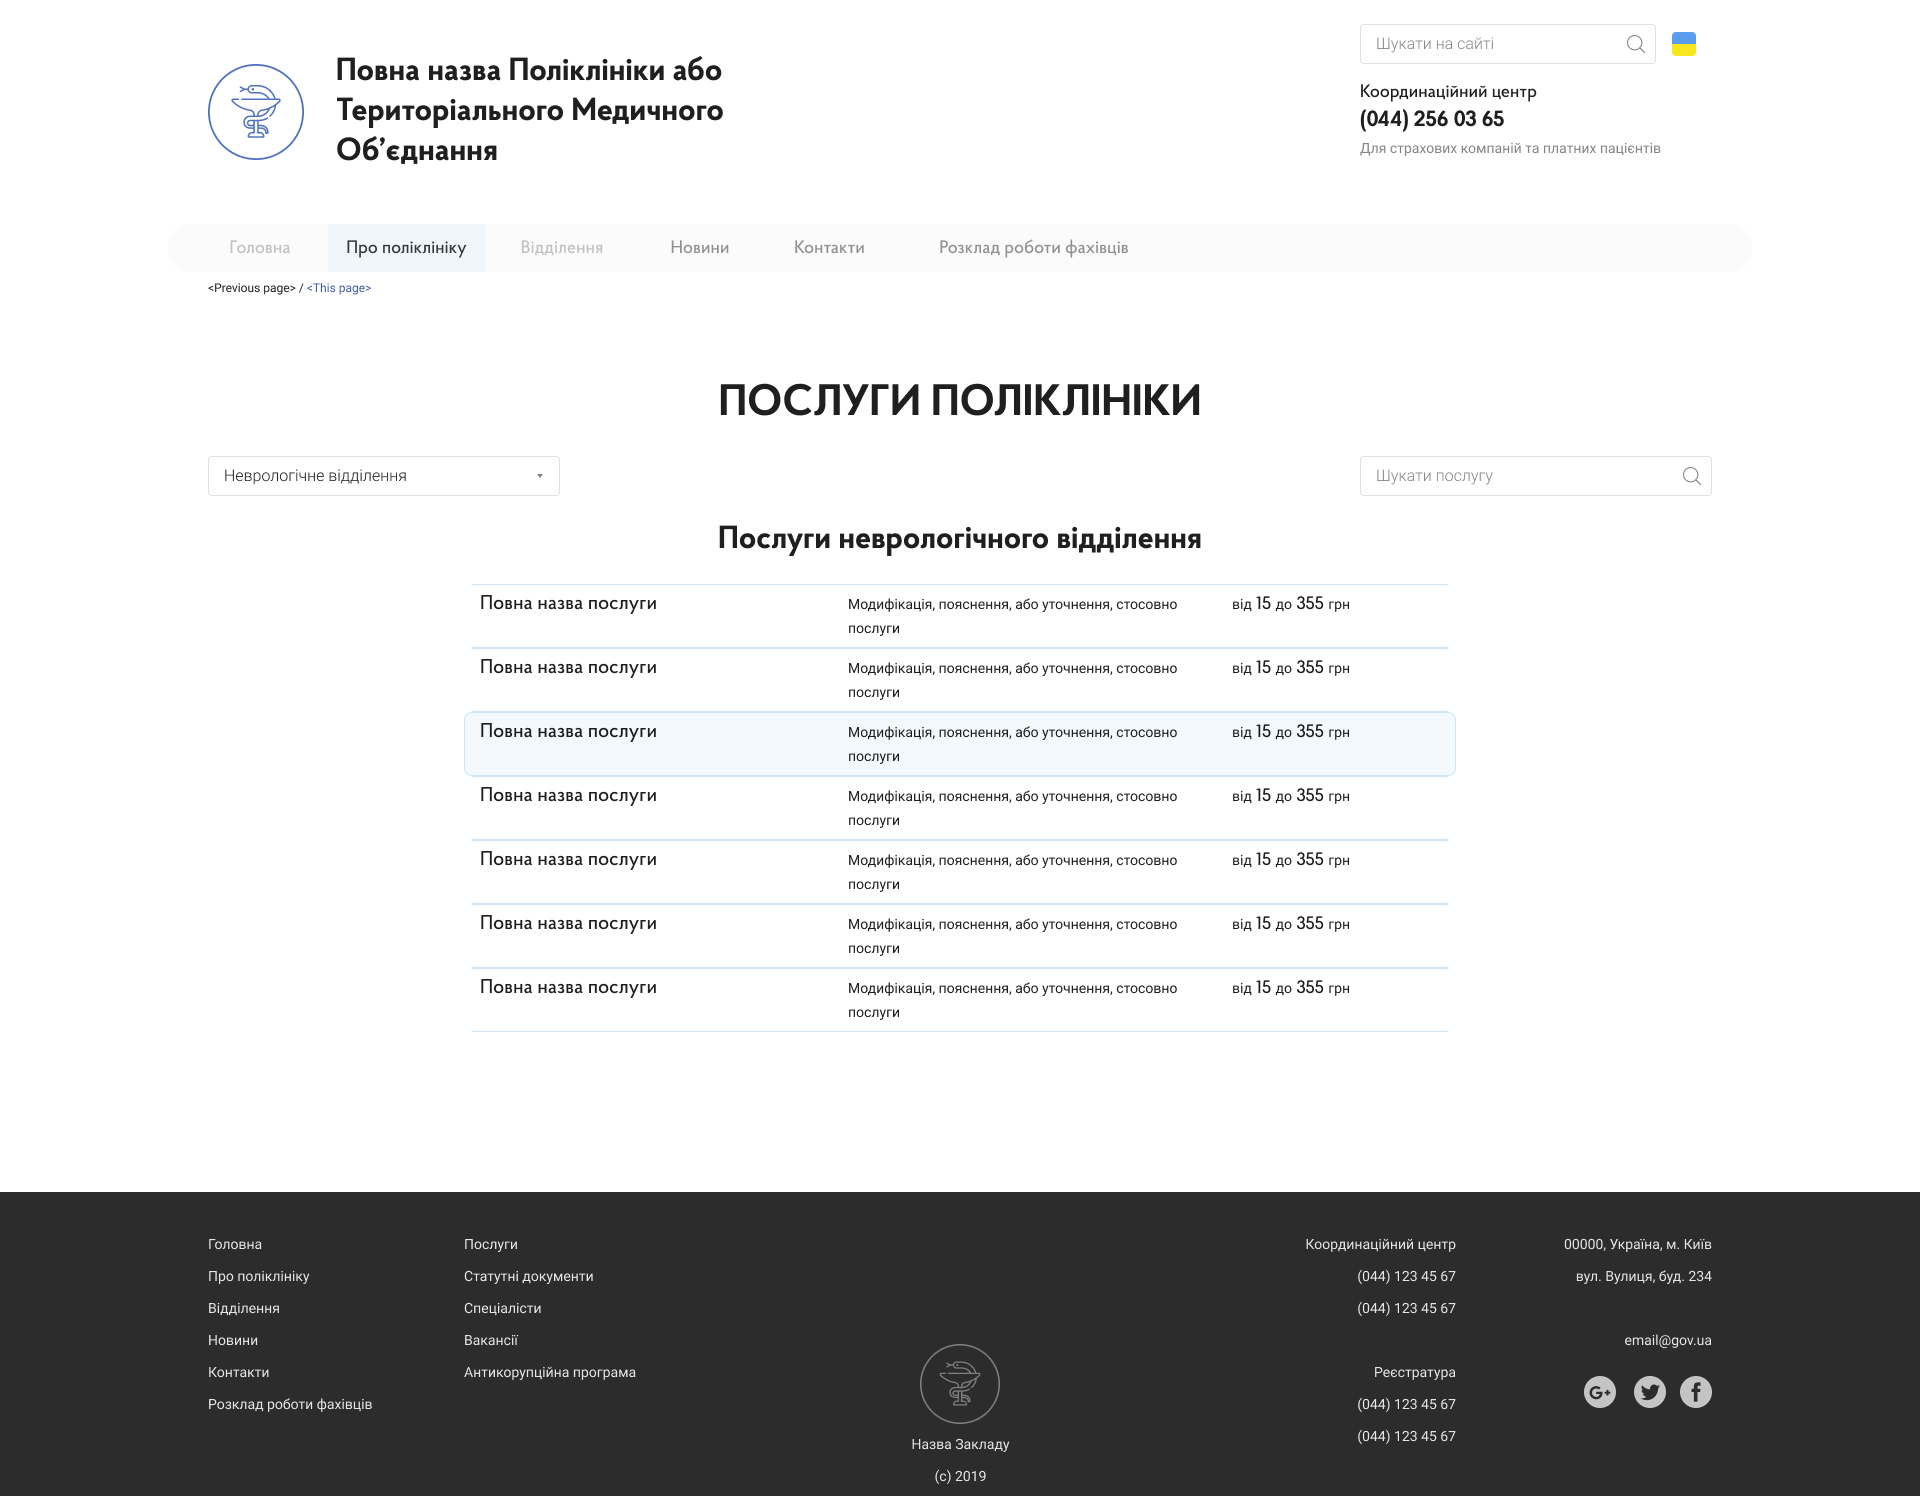 Повна назва Поліклініки або
Територіального Медичного
Об’єднання
Шукати на сайті
Координаційний центр
(044) 256 03 65
Для страхових компаній та платних пацієнтів
Головна
Про поліклініку
Відділення
Новини
Контакти
Розклад роботи фахівців
<Previous page> / <This page>
ПОСЛУГИ ПОЛІКЛІНІКИ
Неврологічне відділення
Шукати послугу
Послуги неврологічного відділення
Повна назва послуги
Модифікація, пояснення, або уточнення, стосовно
послуги
від 15 до 355 грн
Повна назва послуги
Модифікація, пояснення, або уточнення, стосовно
послуги
від 15 до 355 грн
Повна назва послуги
Модифікація, пояснення, або уточнення, стосовно
послуги
від 15 до 355 грн
Повна назва послуги
Модифікація, пояснення, або уточнення, стосовно
послуги
від 15 до 355 грн
Повна назва послуги
Модифікація, пояснення, або уточнення, стосовно
послуги
від 15 до 355 грн
Повна назва послуги
Модифікація, пояснення, або уточнення, стосовно
послуги
від 15 до 355 грн
Повна назва послуги
Модифікація, пояснення, або уточнення, стосовно
послуги
від 15 до 355 грн
Головна
Про поліклініку
Відділення
Новини
Контакти
Розклад роботи фахівців
Послуги
Статутні документи
Спеціалісти
Вакансії
Антикорупційна програма
Назва Закладу
(c) 2019
Координаційний центр
(044) 123 45 67
(044) 123 45 67
Реєстратура
(044) 123 45 67
(044) 123 45 67
00000, Україна, м. Київ
вул. Вулиця, буд. 234
email@gov.ua